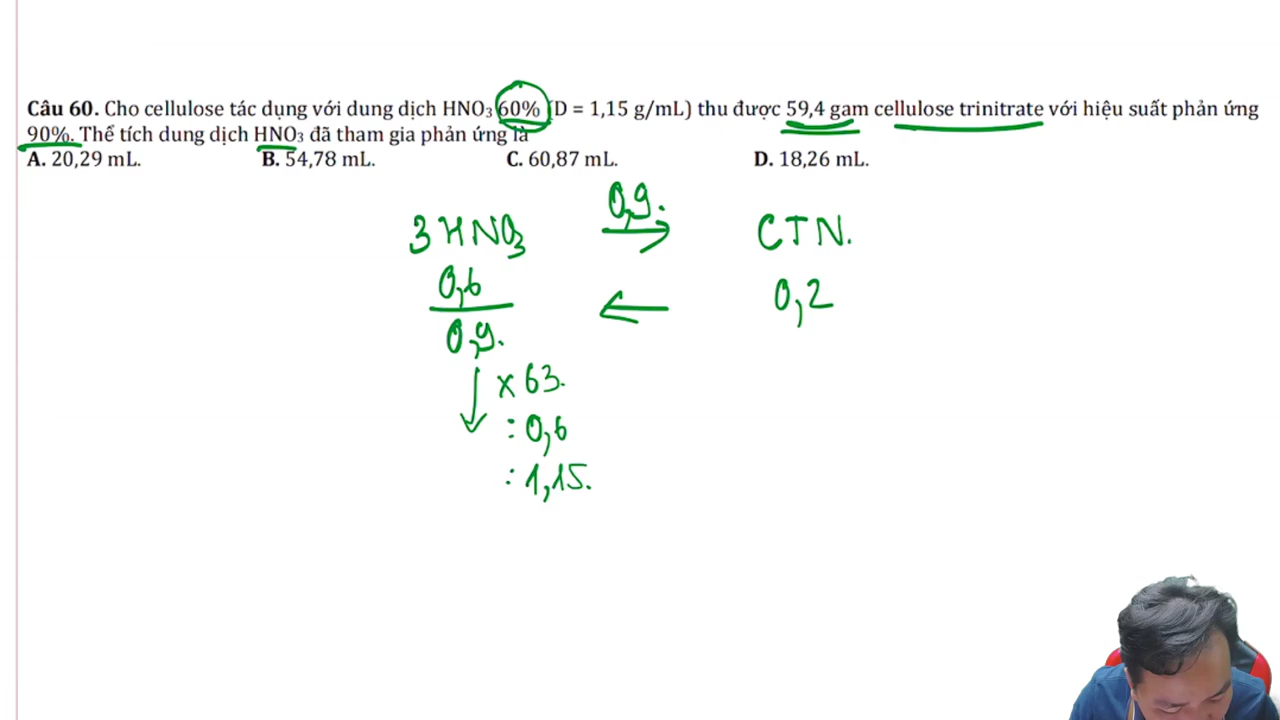 Câu 60. Cho cellulose tác dụng với dung dịch HNO₃ 60% (D = 1,15 g/mL) thu được 59,4 gam cellulose trinitrate với hiệu suất phản ứng
90%. Thể tích dung dịch HNO₃ đã tham gia phản ứng là
A. 20,29 mL. B. 54,78 mL. C. 60,87 mL. D. 18,26 mL.
0,9.
3HNO₃ → CTN.
0,6 ← 0,2
0,9.
↓ x 63.
: 0,6
: 1,15.